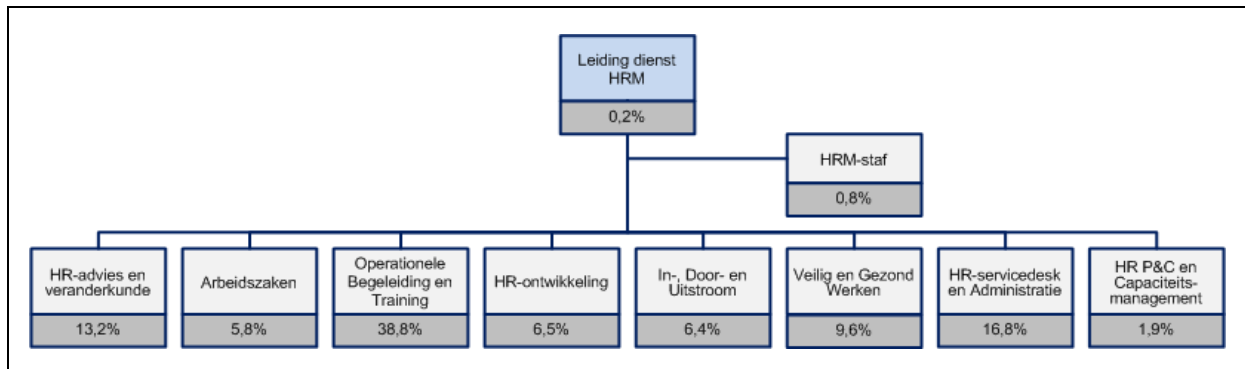 Leiding dienst
HRM
0,2%
HRM-staf
0,8%
HR-advies en
veranderkunde
13,2%
Arbeidszaken
5,8%
Operationele
Begeleiding en
Training
38,8%
HR-ontwikkeling
6,5%
In-, Door- en
Uitstroom
6,4%
Veilig en Gezond
Werken
9,6%
HR-servicedesk
en Administratie
16,8%
HR P&C en
Capaciteits-
management
1,9%